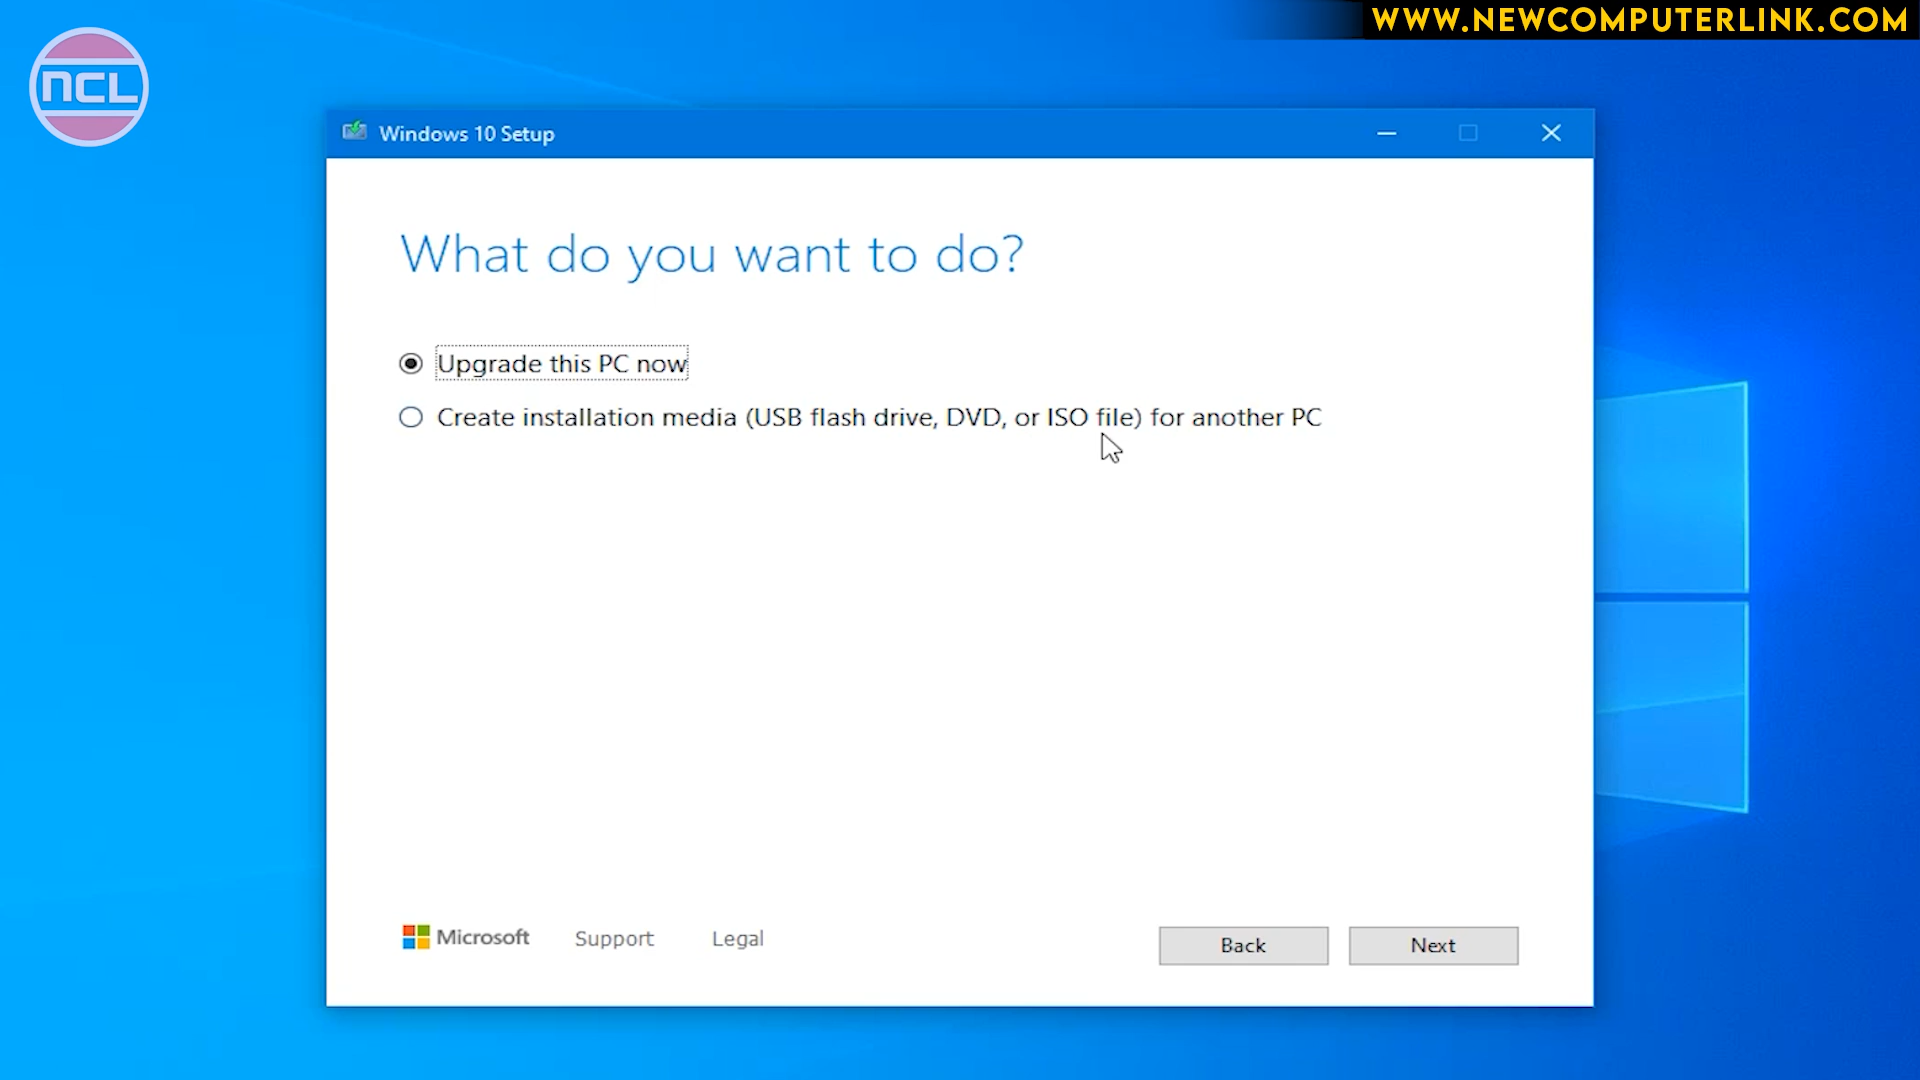 WWW.NEWCOMPUTERLINK.COM
NCL
Windows 10 Setup
What do you want to do?
Upgrade this PC now
Create installation media (USB flash drive, DVD, or ISO file) for another PC
Microsoft Support Legal Back Next